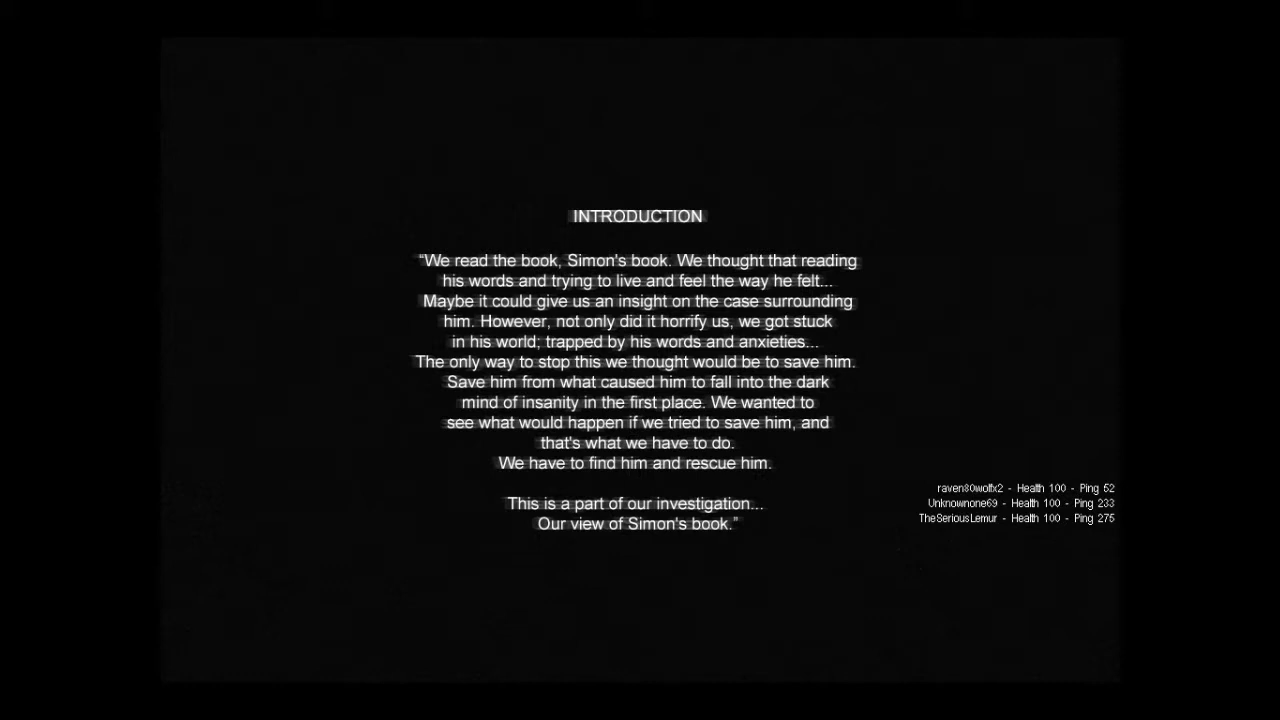 INTRODUCTION
“We read the book, Simon's book. We thought that reading
his words and trying to live and feel the way he felt...
Maybe it could give us an insight on the case surrounding
him. However, not only did it horrify us, we got stuck
in his world; trapped by his words and anxieties...
The only way to stop this we thought would be to save him.
Save him from what caused him to fall into the dark
mind of insanity in the first place. We wanted to
see what would happen if we tried to save him, and
that's what we have to do.
We have to find him and rescue him.
This is a part of our investigation...
Our view of Simon's book.”
raven80wolfx2 - Health 100 - Ping 52
Unknownone69 - Health 100 - Ping 233
TheSeriousLemur - Health 100 - Ping 275